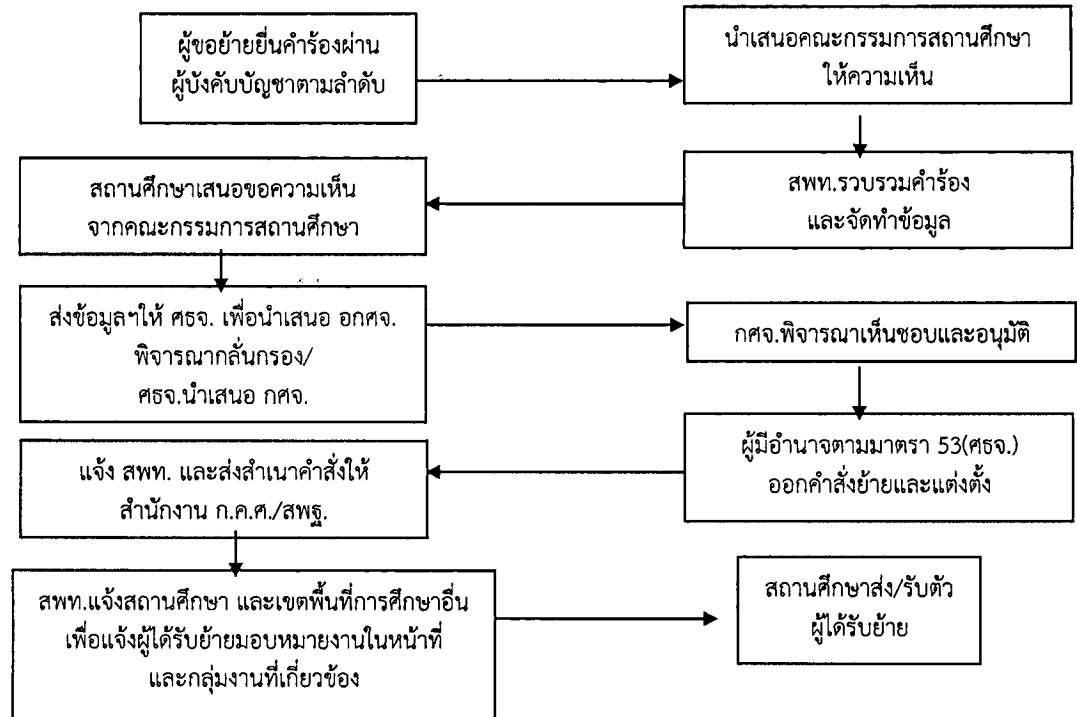 ผู้ขอย้ายยื่นคำร้องผ่าน
ผู้บังคับบัญชาตามลำดับ
นำเสนอคณะกรรมการสถานศึกษา
ให้ความเห็น
สพท.รวบรวมคำร้อง
และจัดทำข้อมูล
สถานศึกษาเสนอขอความเห็น
จากคณะกรรมการสถานศึกษา
ส่งข้อมูลฯให้ ศธจ. เพื่อนำเสนอ อกศจ.
พิจารณากลั่นกรอง/
ศธจ.นำเสนอ กศจ.
กศจ.พิจารณาเห็นชอบและอนุมัติ
ผู้มีอำนาจตามมาตรา 53(ศธจ.)
ออกคำสั่งย้ายและแต่งตั้ง
แจ้ง สพท. และส่งสำเนาคำสั่งให้
สำนักงาน ก.ค.ศ./สพฐ.
สพท.แจ้งสถานศึกษา และเขตพื้นที่การศึกษาอื่น
เพื่อแจ้งผู้ได้รับย้ายมอบหมายงานในหน้าที่
และกลุ่มงานที่เกี่ยวข้อง
สถานศึกษาส่ง/รับตัว
ผู้ได้รับย้าย